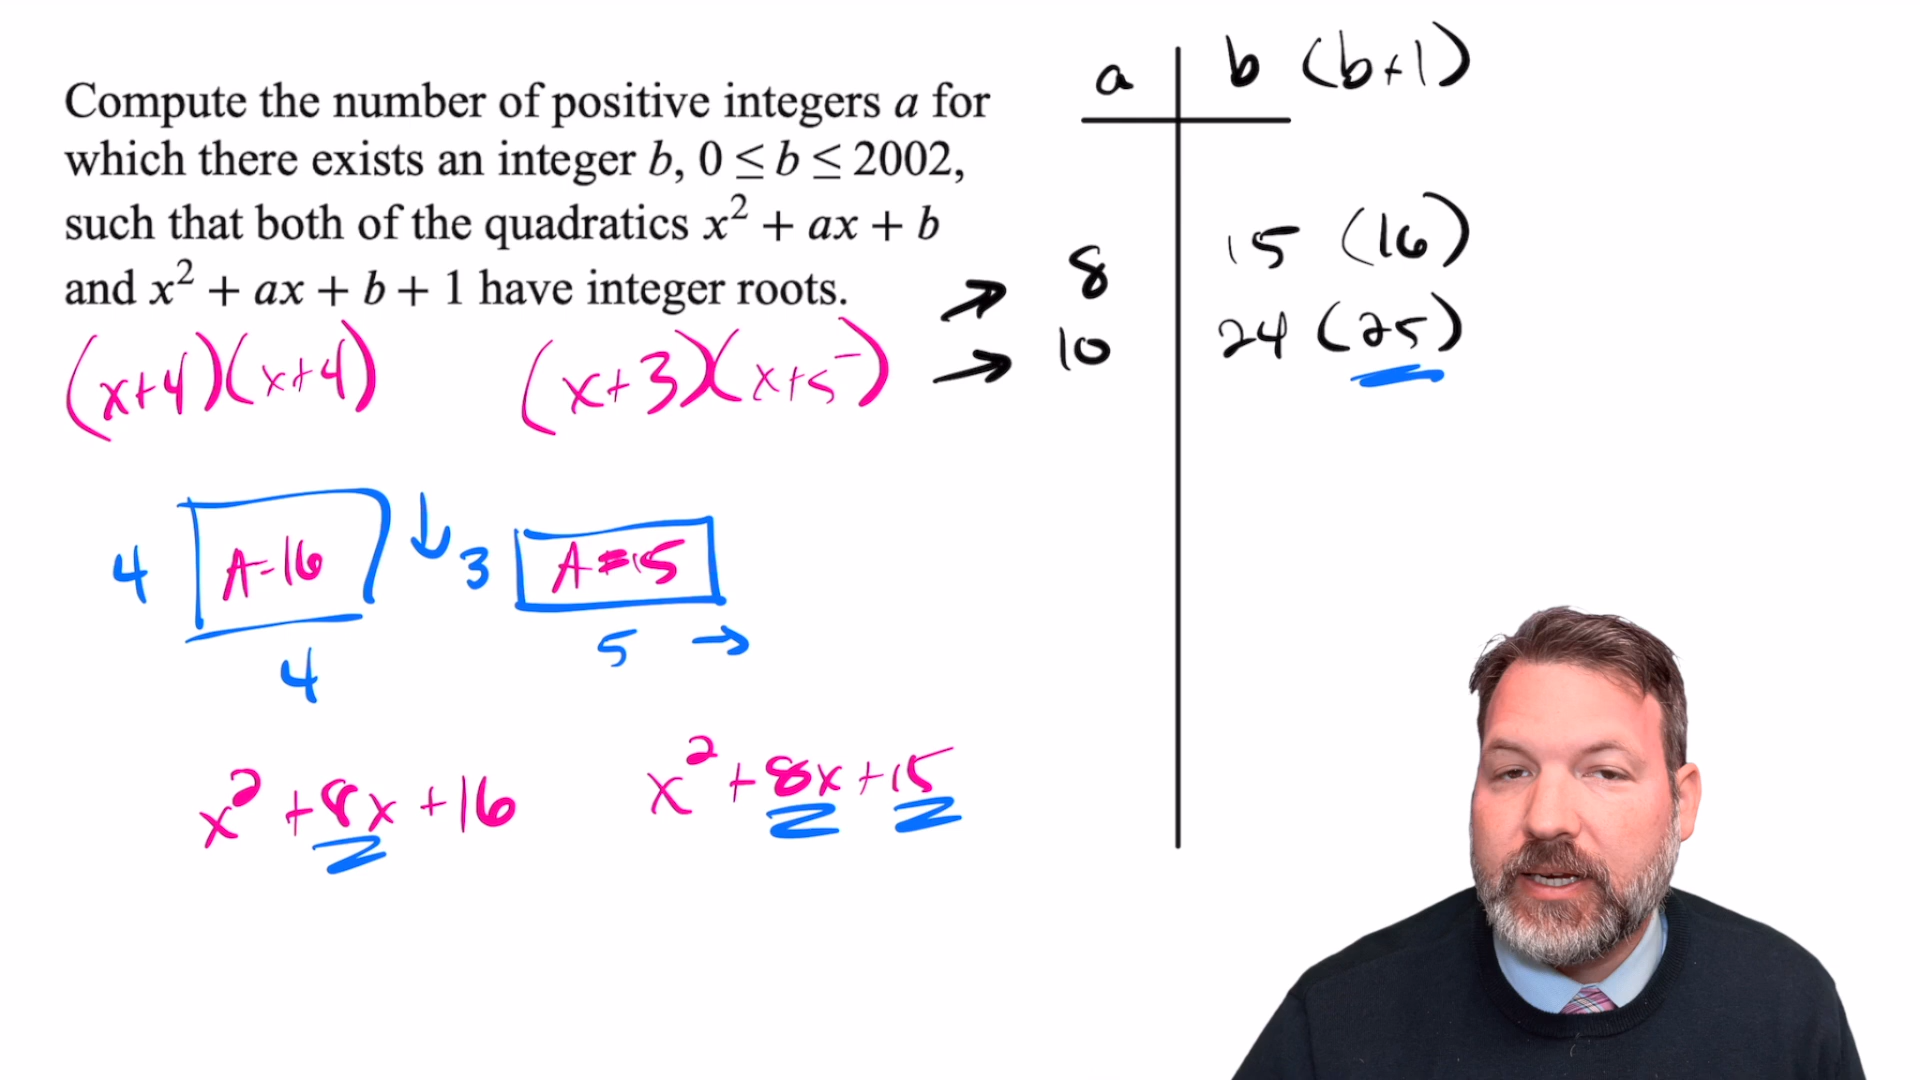 Compute the number of positive integers a for
which there exists an integer b, 0 ≤ b ≤ 2002,
such that both of the quadratics x² + ax + b
and x² + ax + b + 1 have integer roots.
(x+4)(x+4) (x+3)(x+5)
4 A=16 ↓ 3 A=15
4 5 →
x² + 8x + 16 x² + 8x + 15
a b (b+1)
→ 8 15 (16)
→ 10 24 (25)